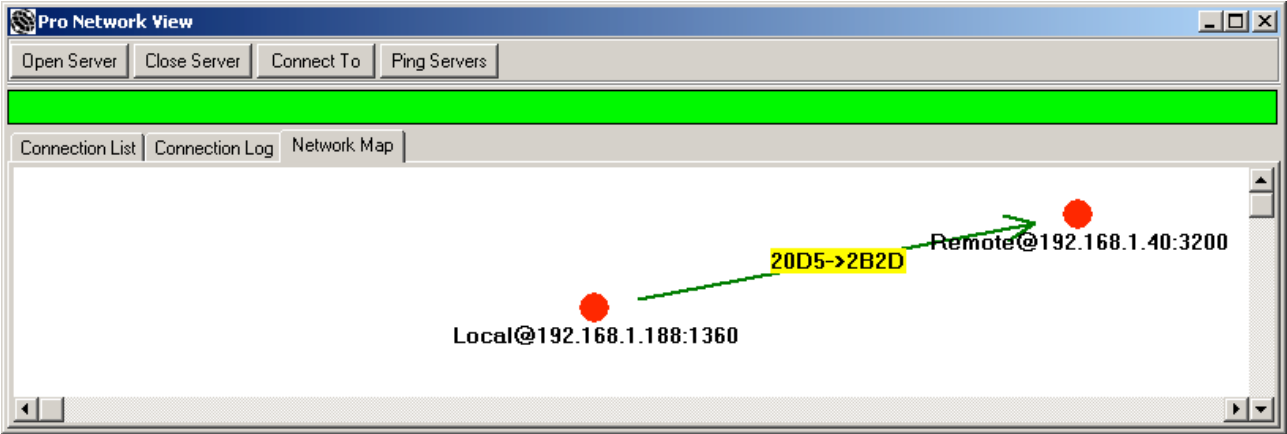 Pro Network View
Open Server Close Server Connect To Ping Servers
Connection List Connection Log Network Map
Remote@192.168.1.40:3200
20D5->2B2D
Local@192.168.1.188:1360